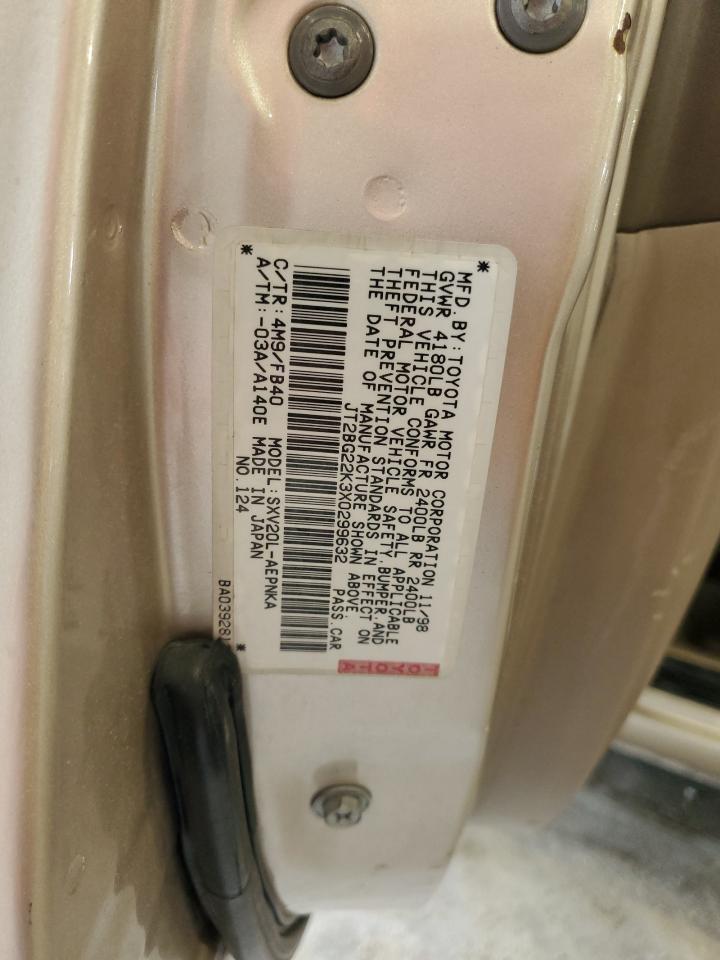 *
MFD. BY: TOYOTA MOTOR CORPORATION 11/98
GVWR 4180LB GAWR FR 2400LB RR 2400LB
THIS VEHICLE CONFORMS TO ALL APPLICABLE
FEDERAL MOTOR VEHICLE SAFETY, BUMPER, AND
THEFT PREVENTION STANDARDS IN EFFECT ON
THE DATE OF MANUFACTURE SHOWN ABOVE.
JT2BG22K3X0299632 PASS.CAR
TOYOTA
C/TR: 4M9/FB40 MODEL: SXV20L-AEPNKA
A/TM:-03A/A140E MADE IN JAPAN
* NO.124 *